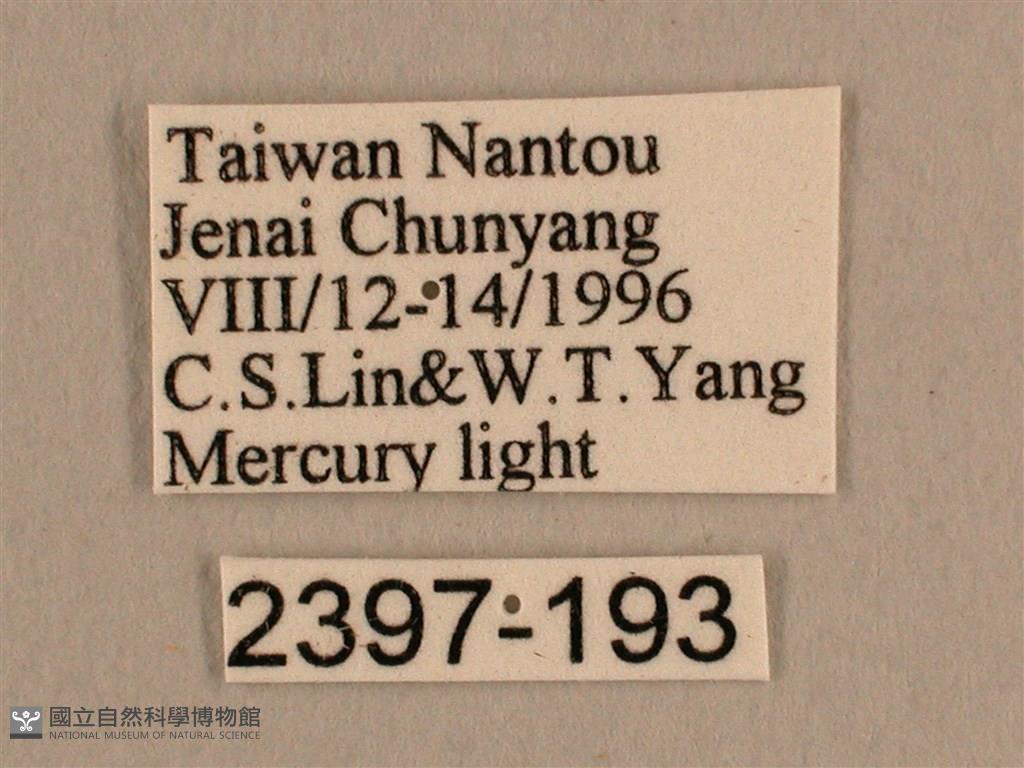 Taiwan Nantou
Jenai Chunyang
VIII/12-14/1996
C.S.Lin&W.T.Yang
Mercury light
2397-193
國立自然科學博物館
NATIONAL MUSEUM OF NATURAL SCIENCE